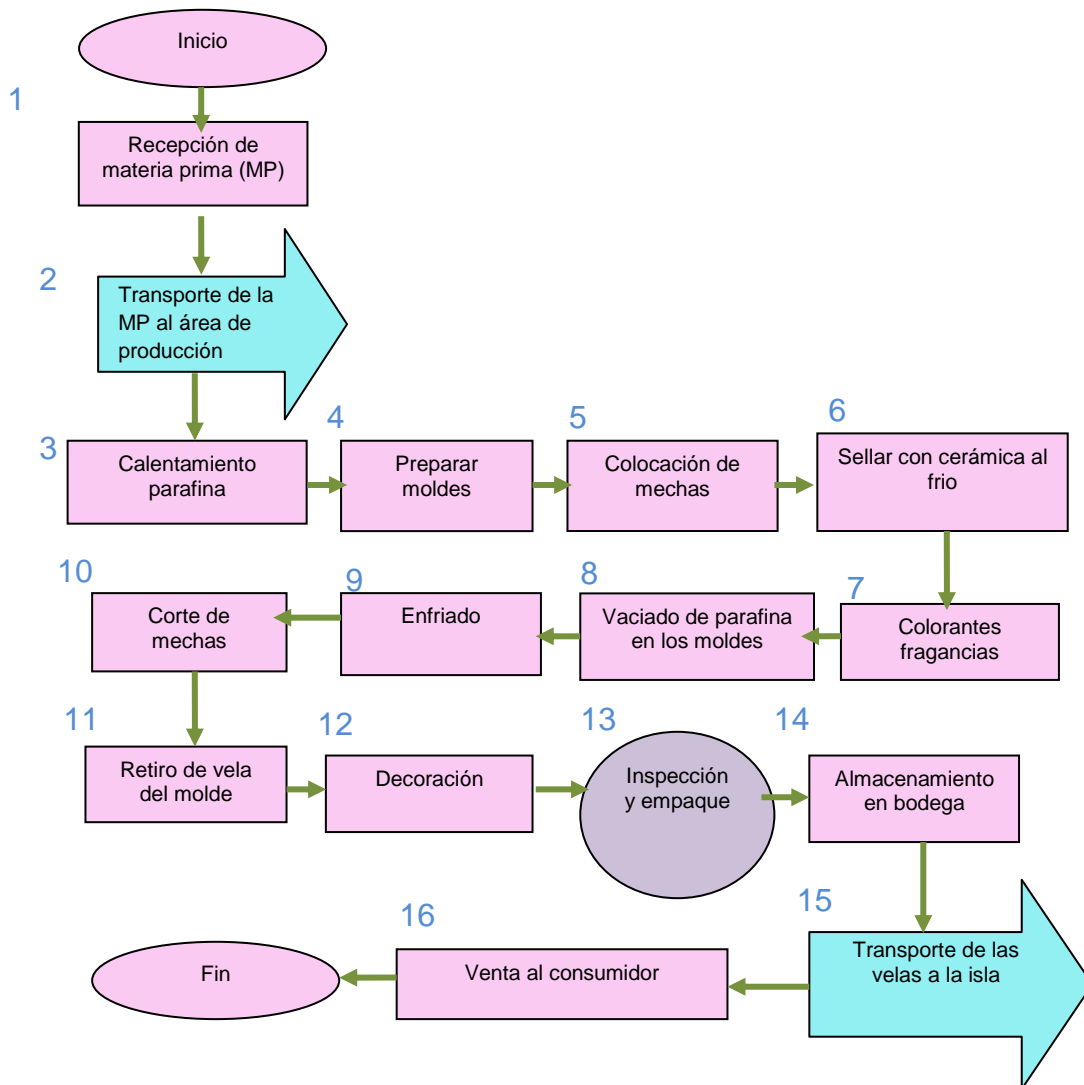 Inicio
1
Recepción de
materia prima (MP)
2
Transporte de la
MP al área de
producción
3
Calentamiento
parafina
4
Preparar
moldes
5
Colocación de
mechas
6
Sellar con cerámica al
frio
7
Colorantes
fragancias
8
Vaciado de parafina
en los moldes
9
Enfriado
10
Corte de
mechas
11
Retiro de vela
del molde
12
Decoración
13
Inspección
y empaque
14
Almacenamiento
en bodega
15
Transporte de las
velas a la isla
16
Venta al consumidor
Fin